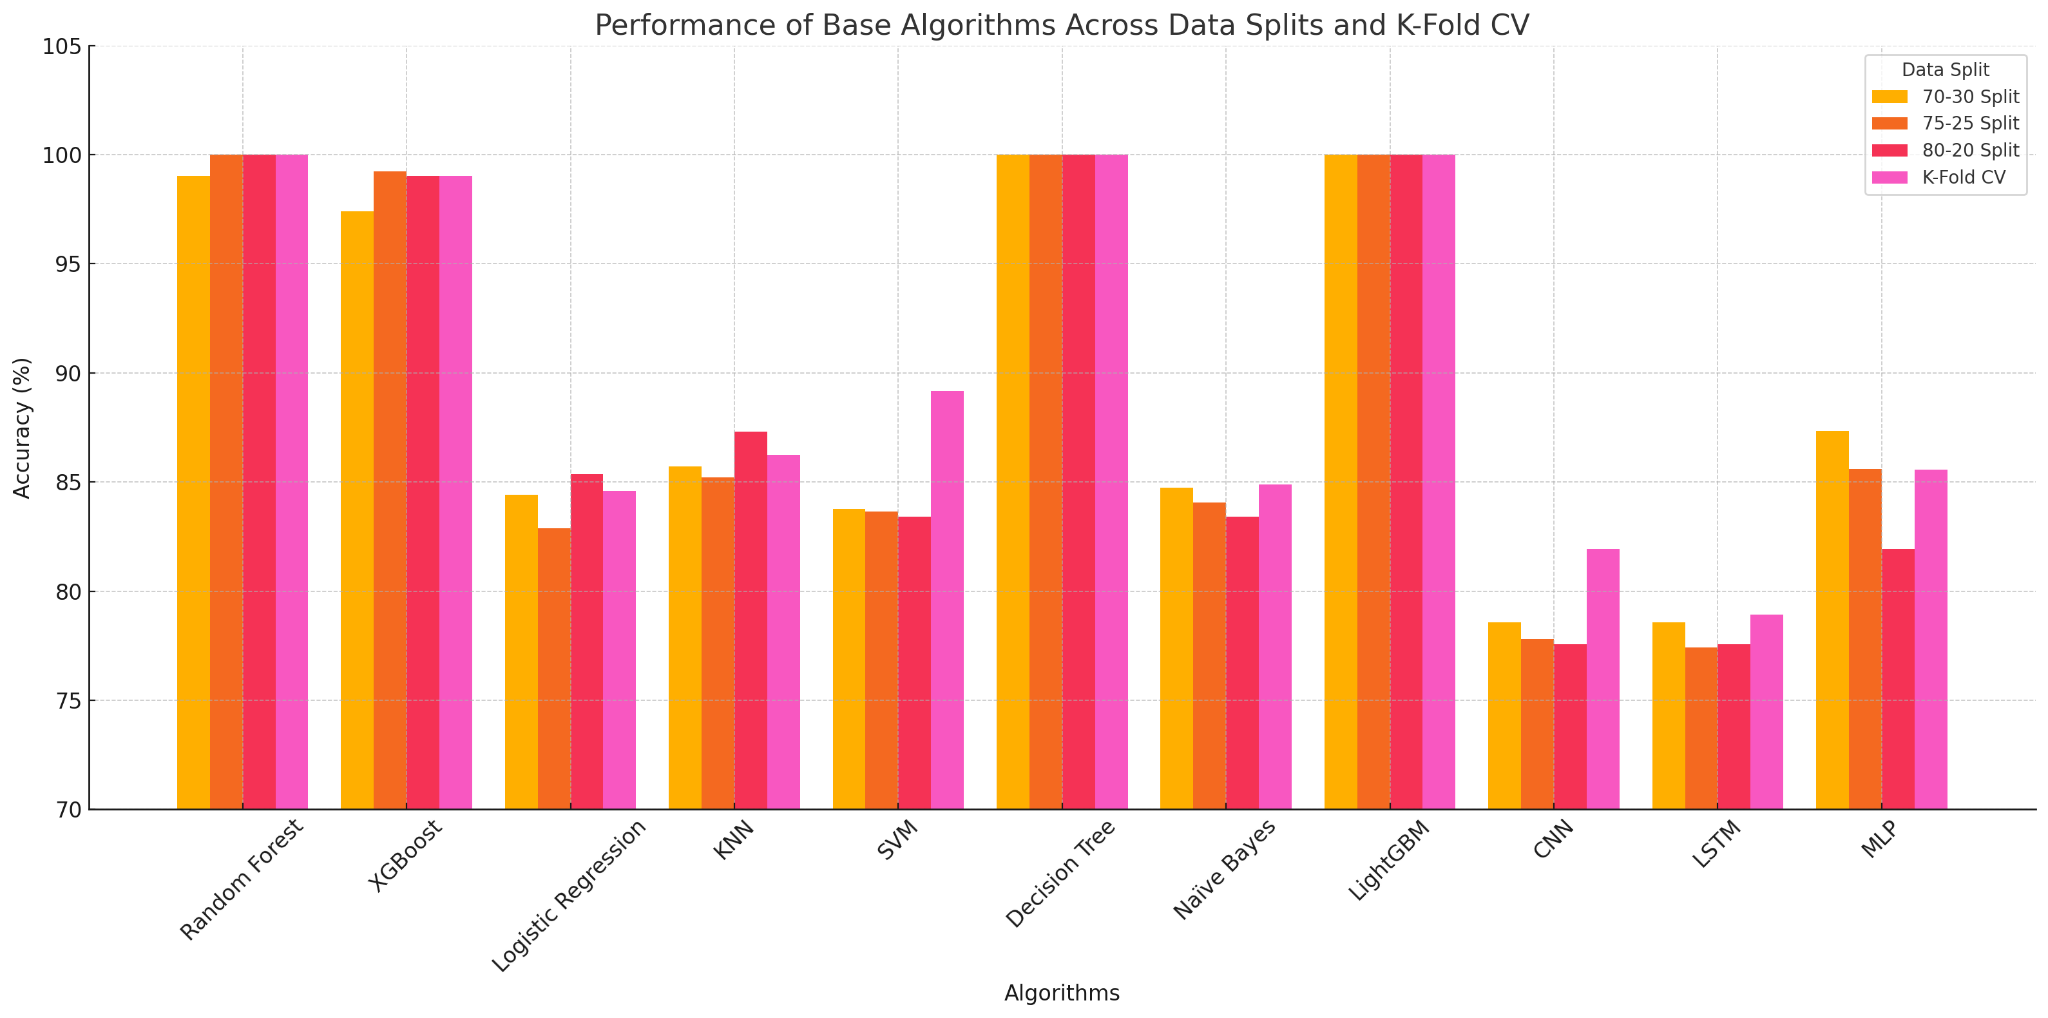 Performance of Base Algorithms Across Data Splits and K-Fold CV
Accuracy (%)
105
100
95
90
85
80
75
70
Data Split
70-30 Split
75-25 Split
80-20 Split
K-Fold CV
Random Forest
XGBoost
Logistic Regression
KNN
SVM
Decision Tree
Naïve Bayes
LightGBM
CNN
LSTM
MLP
Algorithms